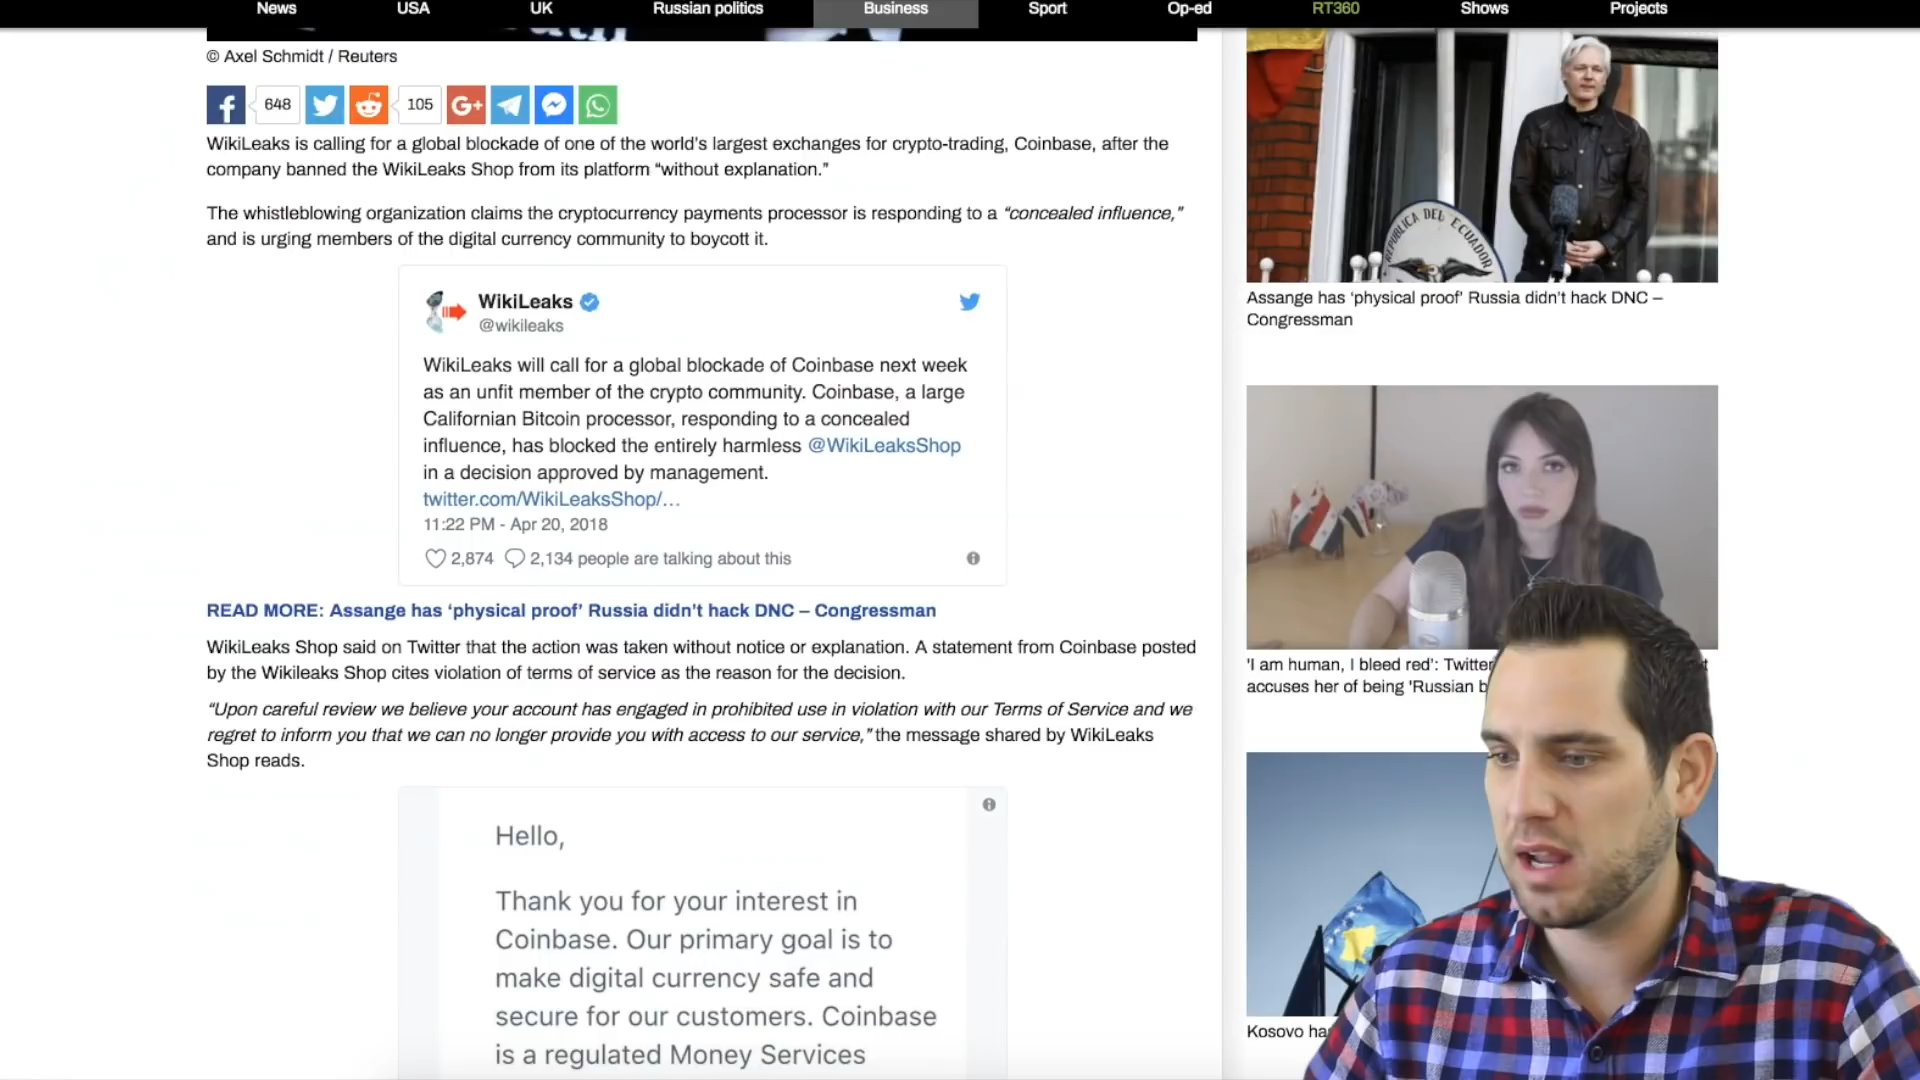 News USA UK Russian politics Business Sport Op-ed RT360 Shows Projects
© Axel Schmidt / Reuters
648 105 G+
WikiLeaks is calling for a global blockade of one of the world's largest exchanges for crypto-trading, Coinbase, after the
company banned the WikiLeaks Shop from its platform “without explanation.”
The whistleblowing organization claims the cryptocurrency payments processor is responding to a “concealed influence,”
and is urging members of the digital currency community to boycott it.
WikiLeaks
@wikileaks
WikiLeaks will call for a global blockade of Coinbase next week
as an unfit member of the crypto community. Coinbase, a large
Californian Bitcoin processor, responding to a concealed
influence, has blocked the entirely harmless @WikiLeaksShop
in a decision approved by management.
twitter.com/WikiLeaksShop/…
11:22 PM - Apr 20, 2018
2,874 2,134 people are talking about this
READ MORE: Assange has ‘physical proof’ Russia didn't hack DNC – Congressman
WikiLeaks Shop said on Twitter that the action was taken without notice or explanation. A statement from Coinbase posted
by the Wikileaks Shop cites violation of terms of service as the reason for the decision.
“Upon careful review we believe your account has engaged in prohibited use in violation with our Terms of Service and we
regret to inform you that we can no longer provide you with access to our service,” the message shared by WikiLeaks
Shop reads.
Hello,
Thank you for your interest in
Coinbase. Our primary goal is to
make digital currency safe and
secure for our customers. Coinbase
is a regulated Money Services
REPUBLICA DEL ECUADOR
Assange has ‘physical proof’ Russia didn't hack DNC –
Congressman
'I am human, I bleed red': Twitter
accuses her of being 'Russian b
Kosovo